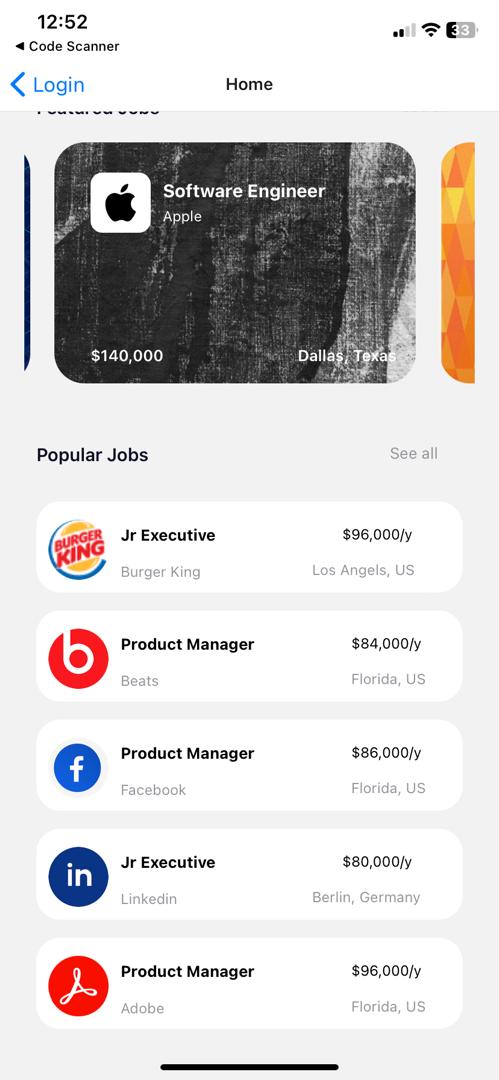 12:52
33
◀ Code Scanner
Login
Home
Featured Jobs
Software Engineer
Apple
$140,000
Dallas, Texas
Popular Jobs
See all
BURGER
KING
Jr Executive
$96,000/y
Burger King
Los Angels, US
b
Product Manager
$84,000/y
Beats
Florida, US
f
Product Manager
$86,000/y
Facebook
Florida, US
in
Jr Executive
$80,000/y
Linkedin
Berlin, Germany
Product Manager
$96,000/y
Adobe
Florida, US